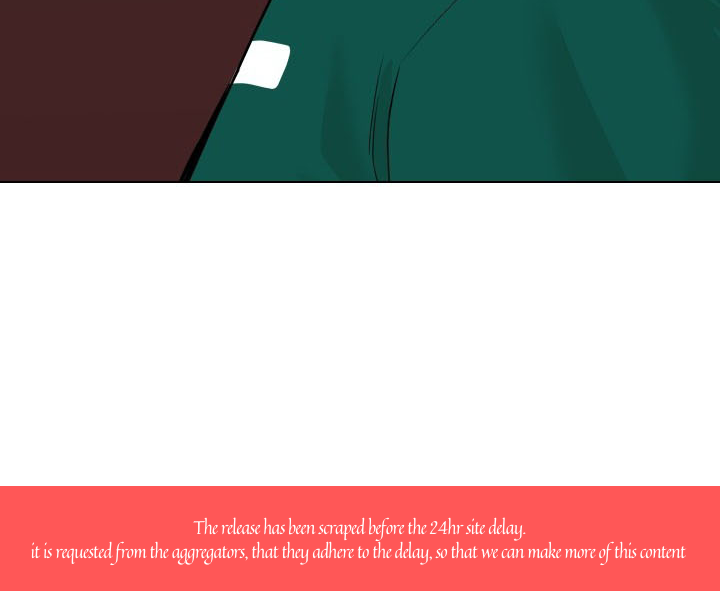 The release has been scraped before the 24hr site delay.
it is requested from the aggregators, that they adhere to the delay, so that we can make more of this content